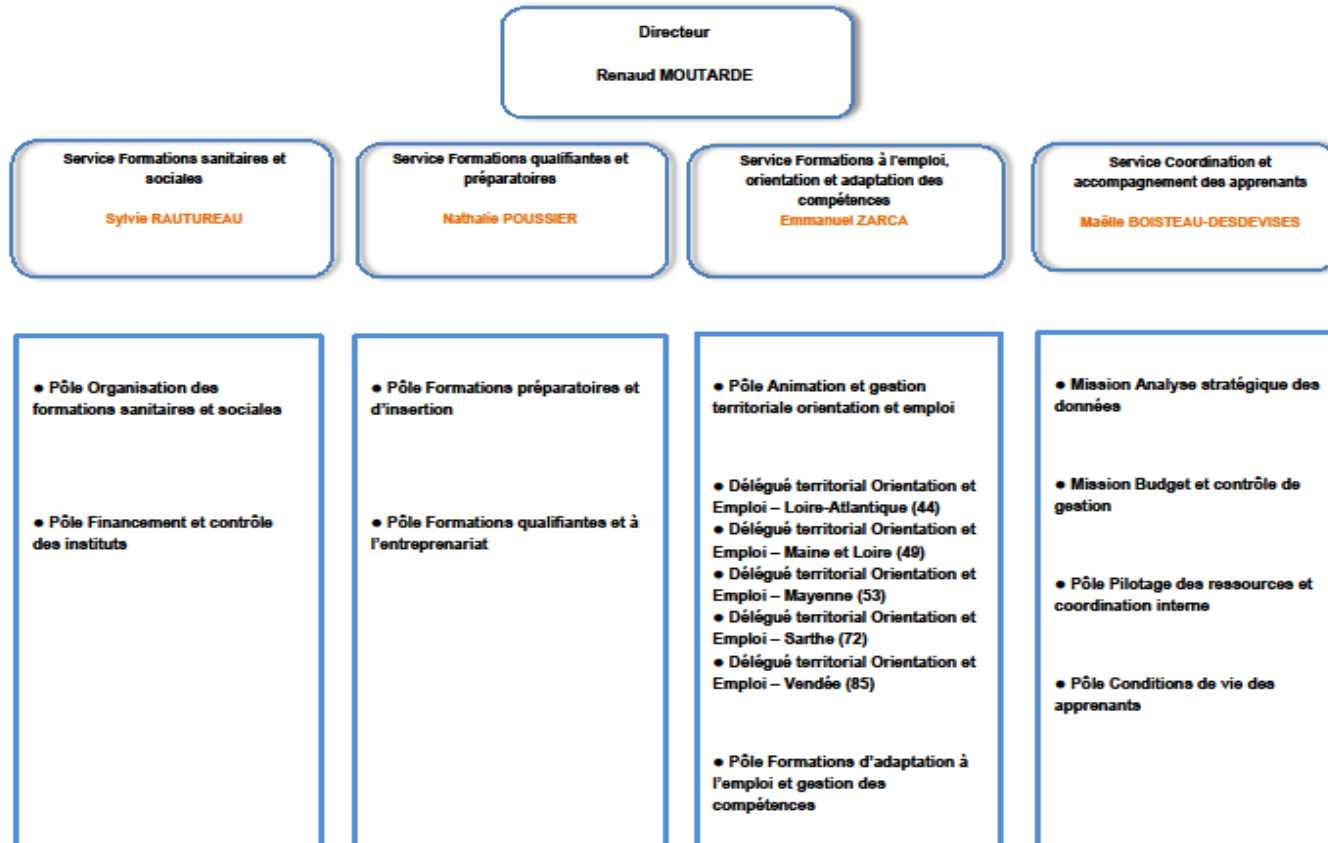 Directeur
Renaud MOUTARDE
Service Formations sanitaires et
sociales
Sylvie RAUTUREAU
Service Formations qualifiantes et
préparatoires
Nathalie POUSSIER
Service Formations à l'emploi,
orientation et adaptation des
compétences
Emmanuel ZARCA
Service Coordination et
accompagnement des apprenants
Maëlle BOISTEAU-DESDEVISES
● Pôle Organisation des
formations sanitaires et sociales
● Pôle Financement et contrôle
des instituts
● Pôle Formations préparatoires et
d'insertion
● Pôle Formations qualifiantes et à
l'entreprenariat
● Pôle Animation et gestion
territoriale orientation et emploi
● Délégué territorial Orientation et
Emploi – Loire-Atlantique (44)
● Délégué territorial Orientation et
Emploi – Maine et Loire (49)
● Délégué territorial Orientation et
Emploi – Mayenne (53)
● Délégué territorial Orientation et
Emploi – Sarthe (72)
● Délégué territorial Orientation et
Emploi – Vendée (85)
● Pôle Formations d'adaptation à
l'emploi et gestion des
compétences
● Mission Analyse stratégique des
données
● Mission Budget et contrôle de
gestion
● Pôle Pilotage des ressources et
coordination interne
● Pôle Conditions de vie des
apprenants